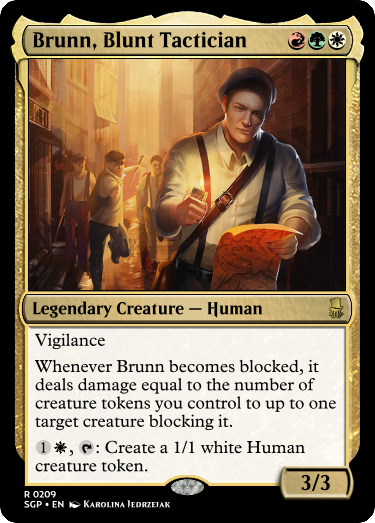 Brunn, Blunt Tactician
Legendary Creature — Human
Vigilance
Whenever Brunn becomes blocked, it
deals damage equal to the number of
creature tokens you control to up to one
target creature blocking it.
1, : Create a 1/1 white Human
creature token.
3/3
R 0209
SGP • EN Karolina Jedrzejak